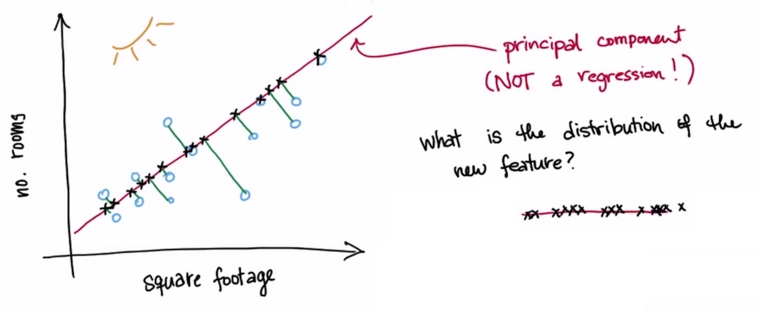 principal component
(NOT a regression!)
What is the distribution of the
new feature?
no. rooms
square footage